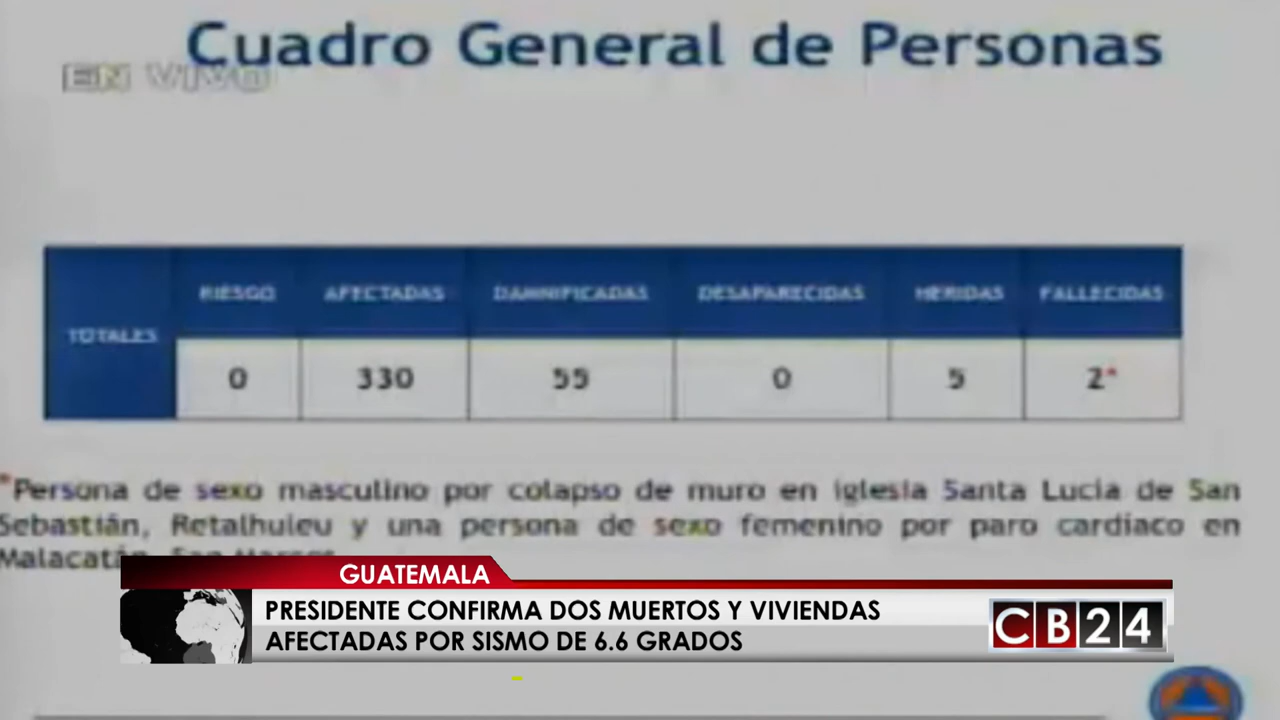 Cuadro General de Personas
EN VIVO
TOTALES
RIESGO AFECTADAS DAMNIFICADAS DESAPARECIDAS HERIDAS FALLECIDAS
0 330 55 0 5 2*
*Persona de sexo masculino por colapso de muro en iglesia Santa Lucia de San
Sebastián, Retalhuleu y una persona de sexo femenino por paro cardiaco en
Malacatán, San Marcos
GUATEMALA
PRESIDENTE CONFIRMA DOS MUERTOS Y VIVIENDAS
AFECTADAS POR SISMO DE 6.6 GRADOS
CB24